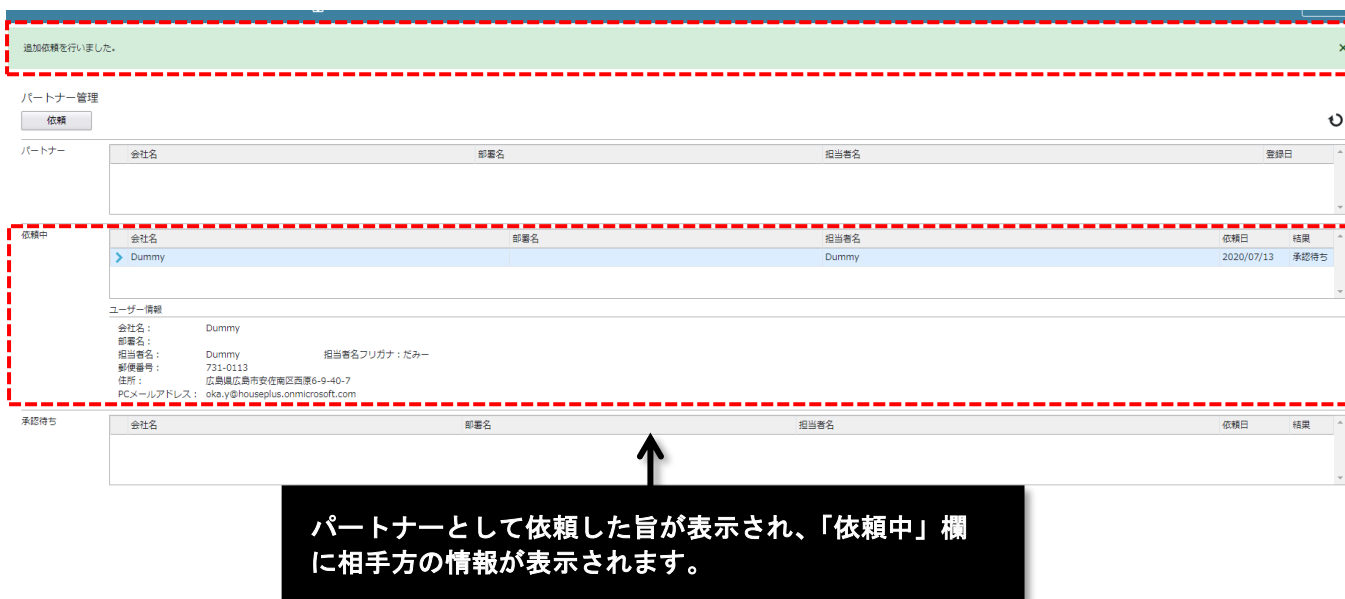 追加依頼を行いました。
パートナー管理
依頼
パートナー
会社名 部署名 担当者名 登録日
依頼中
会社名 部署名 担当者名 依頼日 結果
Dummy Dummy 2020/07/13 承認待ち
ユーザー情報
会社名： Dummy
部署名：
担当者名： Dummy 担当者名フリガナ：だみー
郵便番号： 731-0113
住所： 広島県広島市安佐南区西原6-9-40-7
PCメールアドレス： oka.y@houseplus.onmicrosoft.com
承認待ち
会社名 部署名 担当者名 依頼日 結果
パートナーとして依頼した旨が表示され、「依頼中」欄
に相手方の情報が表示されます。